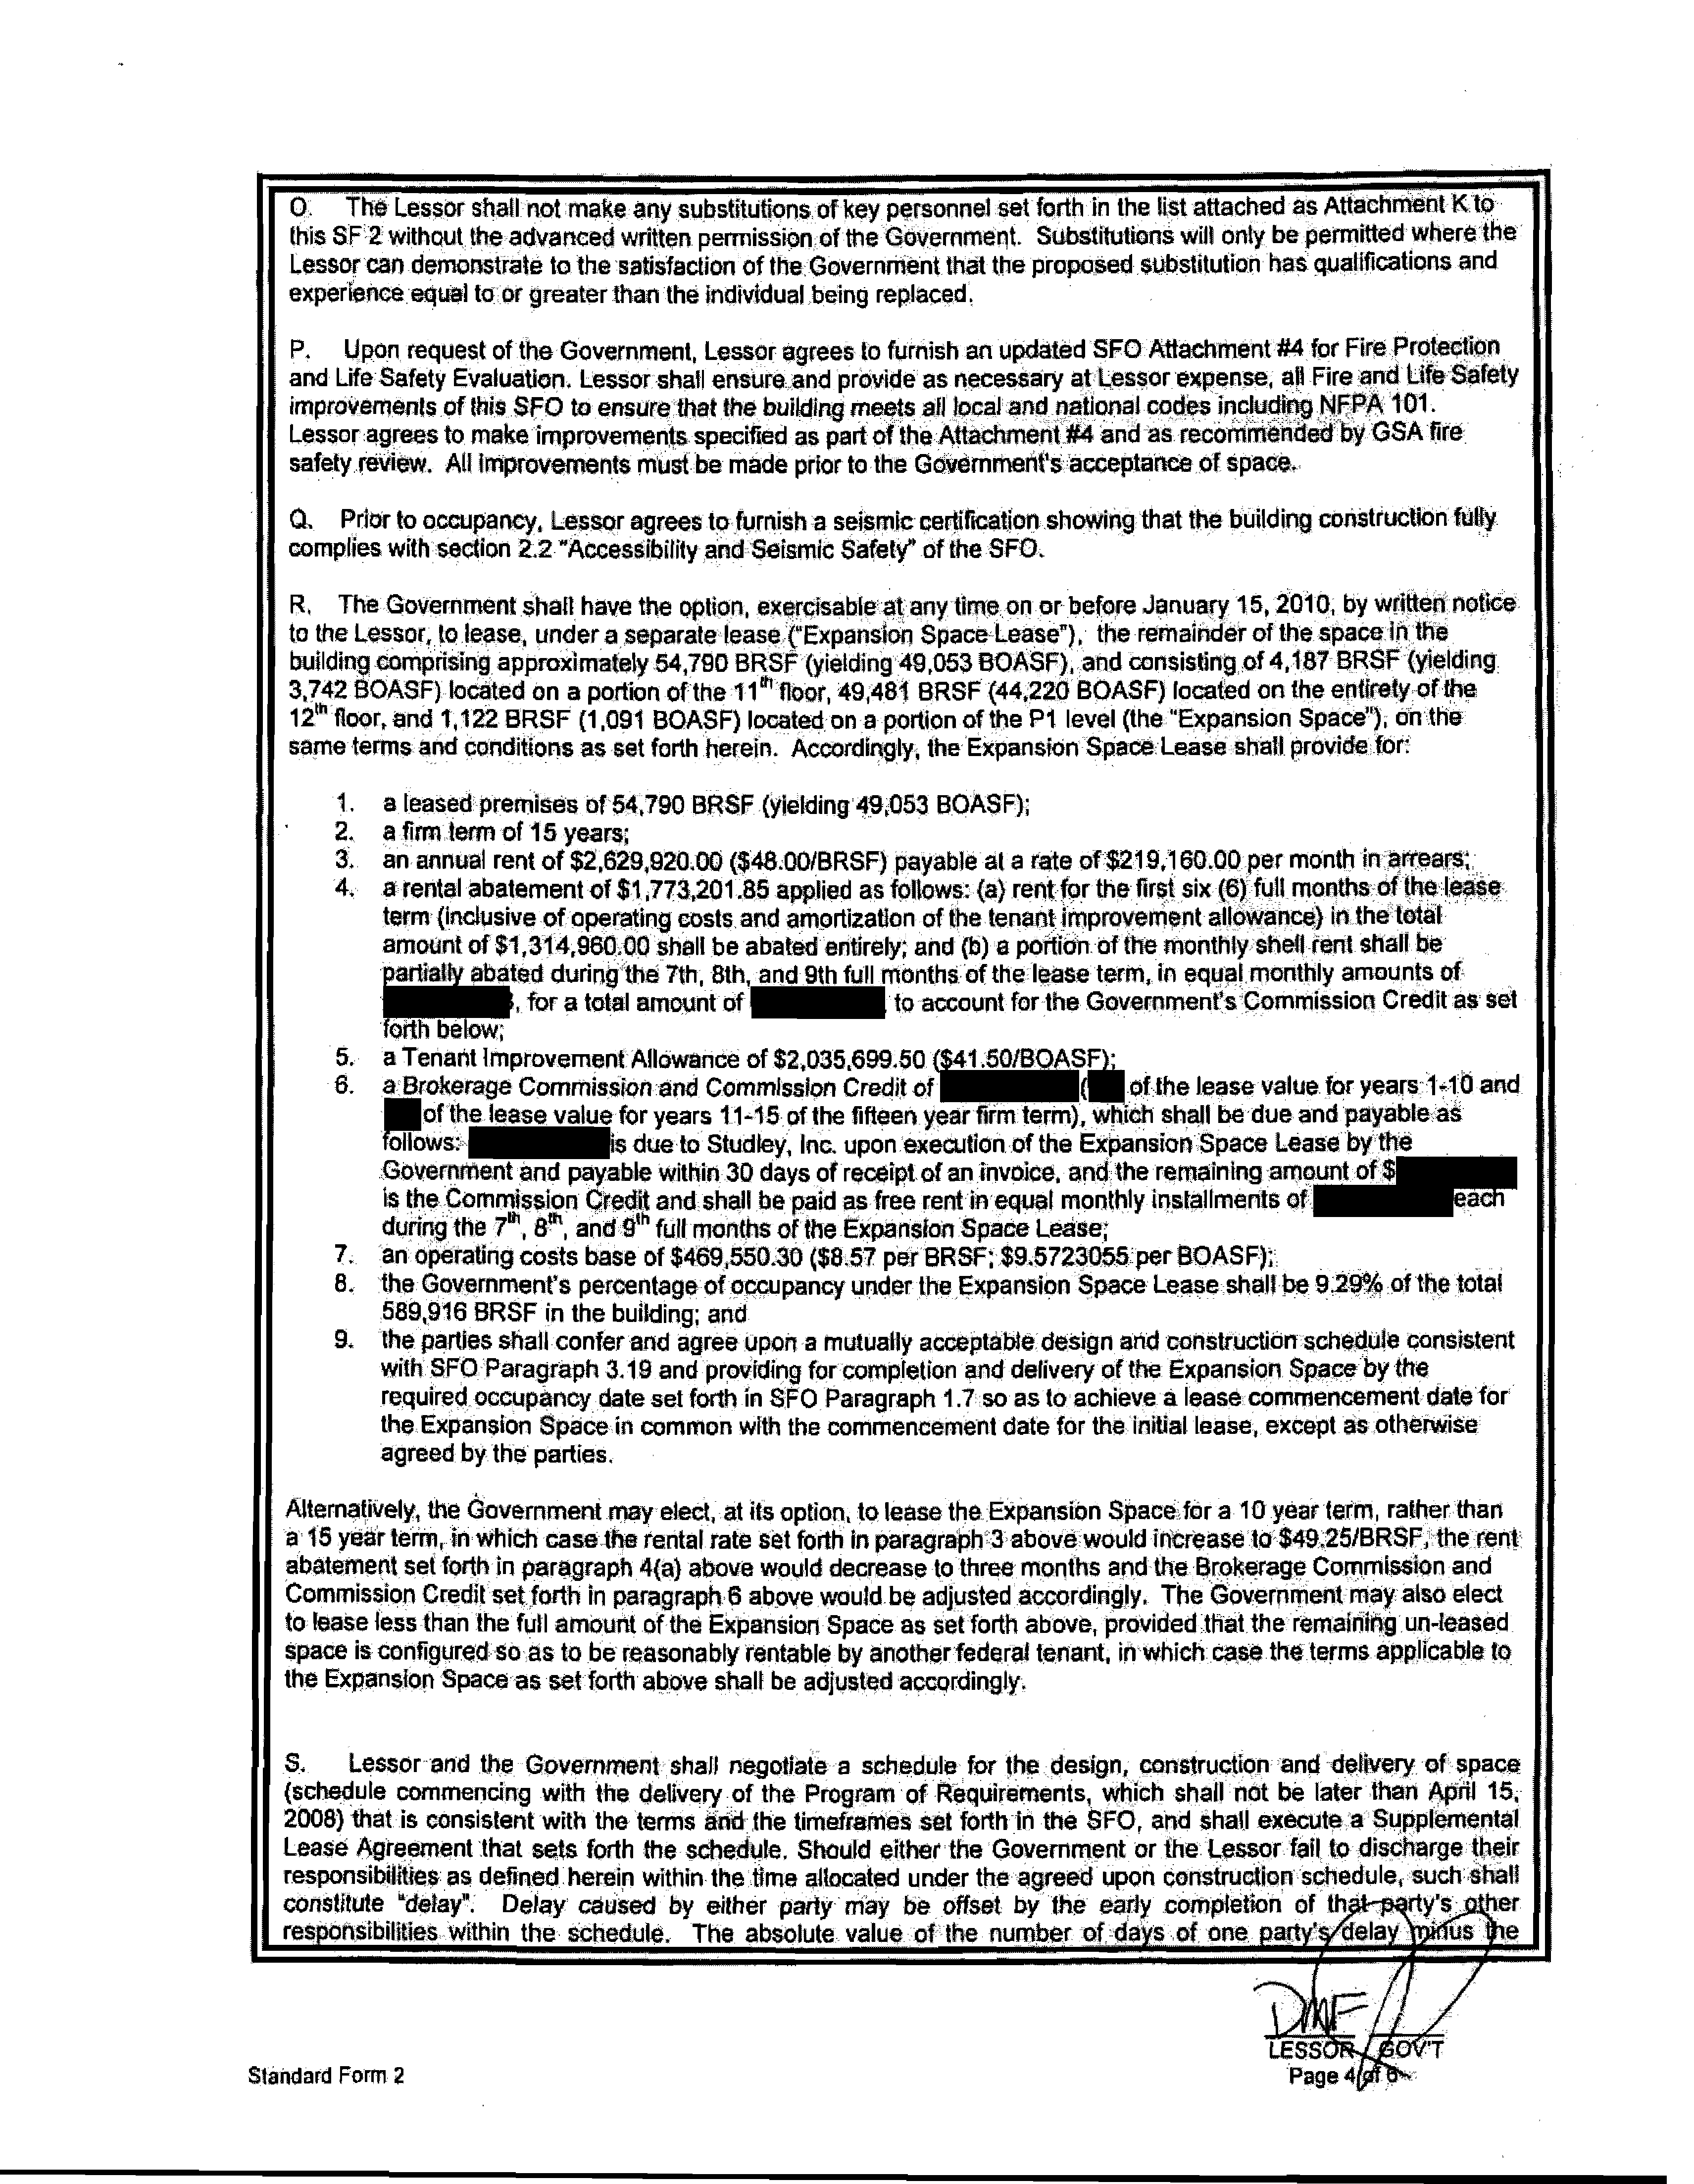 O. The Lessor shall not make any substitutions of key personnel set forth in the list attached as Attachment K to
this SF 2 without the advanced written permission of the Government. Substitutions will only be permitted where the
Lessor can demonstrate to the satisfaction of the Government that the proposed substitution has qualifications and
experience equal to or greater than the individual being replaced.
P. Upon request of the Government, Lessor agrees to furnish an updated SFO Attachment #4 for Fire Protection
and Life Safety Evaluation. Lessor shall ensure and provide as necessary at Lessor expense, all Fire and Life Safety
improvements of this SFO to ensure that the building meets all local and national codes including NFPA 101.
Lessor agrees to make improvements specified as part of the Attachment #4 and as recommended by GSA fire
safety review. All improvements must be made prior to the Government's acceptance of space.
Q. Prior to occupancy, Lessor agrees to furnish a seismic certification showing that the building construction fully
complies with section 2.2 "Accessibility and Seismic Safety" of the SFO.
R. The Government shall have the option, exercisable at any time on or before January 15, 2010, by written notice
to the Lessor, to lease, under a separate lease ("Expansion Space Lease"), the remainder of the space in the
building comprising approximately 54,790 BRSF (yielding 49,053 BOASF), and consisting of 4,187 BRSF (yielding
3,742 BOASF) located on a portion of the 11th floor, 49,481 BRSF (44,220 BOASF) located on the entirety of the
12th floor, and 1,122 BRSF (1,091 BOASF) located on a portion of the P1 level (the "Expansion Space"), on the
same terms and conditions as set forth herein. Accordingly, the Expansion Space Lease shall provide for:
1. a leased premises of 54,790 BRSF (yielding 49,053 BOASF);
2. a firm term of 15 years;
3. an annual rent of $2,629,920.00 ($48.00/BRSF) payable at a rate of $219,160.00 per month in arrears;
4. a rental abatement of $1,773,201.85 applied as follows: (a) rent for the first six (6) full months of the lease
term (inclusive of operating costs and amortization of the tenant improvement allowance) in the total
amount of $1,314,960.00 shall be abated entirely; and (b) a portion of the monthly shell rent shall be
partially abated during the 7th, 8th, and 9th full months of the lease term, in equal monthly amounts of
, for a total amount of to account for the Government's Commission Credit as set
forth below;
5. a Tenant Improvement Allowance of $2,035,699.50 ($41.50/BOASF);
6. a Brokerage Commission and Commission Credit of ( of the lease value for years 1-10 and
of the lease value for years 11-15 of the fifteen year firm term), which shall be due and payable as
follows: is due to Studley, Inc. upon execution of the Expansion Space Lease by the
Government and payable within 30 days of receipt of an invoice, and the remaining amount of $
is the Commission Credit and shall be paid as free rent in equal monthly installments of each
during the 7th, 8th, and 9th full months of the Expansion Space Lease;
7. an operating costs base of $469,550.30 ($8.57 per BRSF; $9.5723055 per BOASF);
8. the Government's percentage of occupancy under the Expansion Space Lease shall be 9.29% of the total
589,916 BRSF in the building; and
9. the parties shall confer and agree upon a mutually acceptable design and construction schedule consistent
with SFO Paragraph 3.19 and providing for completion and delivery of the Expansion Space by the
required occupancy date set forth in SFO Paragraph 1.7 so as to achieve a lease commencement date for
the Expansion Space in common with the commencement date for the initial lease, except as otherwise
agreed by the parties.
Alternatively, the Government may elect, at its option, to lease the Expansion Space for a 10 year term, rather than
a 15 year term, in which case the rental rate set forth in paragraph 3 above would increase to $49.25/BRSF, the rent
abatement set forth in paragraph 4(a) above would decrease to three months and the Brokerage Commission and
Commission Credit set forth in paragraph 6 above would be adjusted accordingly. The Government may also elect
to lease less than the full amount of the Expansion Space as set forth above, provided that the remaining un-leased
space is configured so as to be reasonably rentable by another federal tenant, in which case the terms applicable to
the Expansion Space as set forth above shall be adjusted accordingly.
S. Lessor and the Government shall negotiate a schedule for the design, construction and delivery of space
(schedule commencing with the delivery of the Program of Requirements, which shall not be later than April 15,
2008) that is consistent with the terms and the timeframes set forth in the SFO, and shall execute a Supplemental
Lease Agreement that sets forth the schedule. Should either the Government or the Lessor fail to discharge their
responsibilities as defined herein within the time allocated under the agreed upon construction schedule, such shall
constitute "delay". Delay caused by either party may be offset by the early completion of that party's other
responsibilities within the schedule. The absolute value of the number of days of one party's delay minus the
DMF
LESSOR GOV'T
Standard Form 2
Page 4 of 6